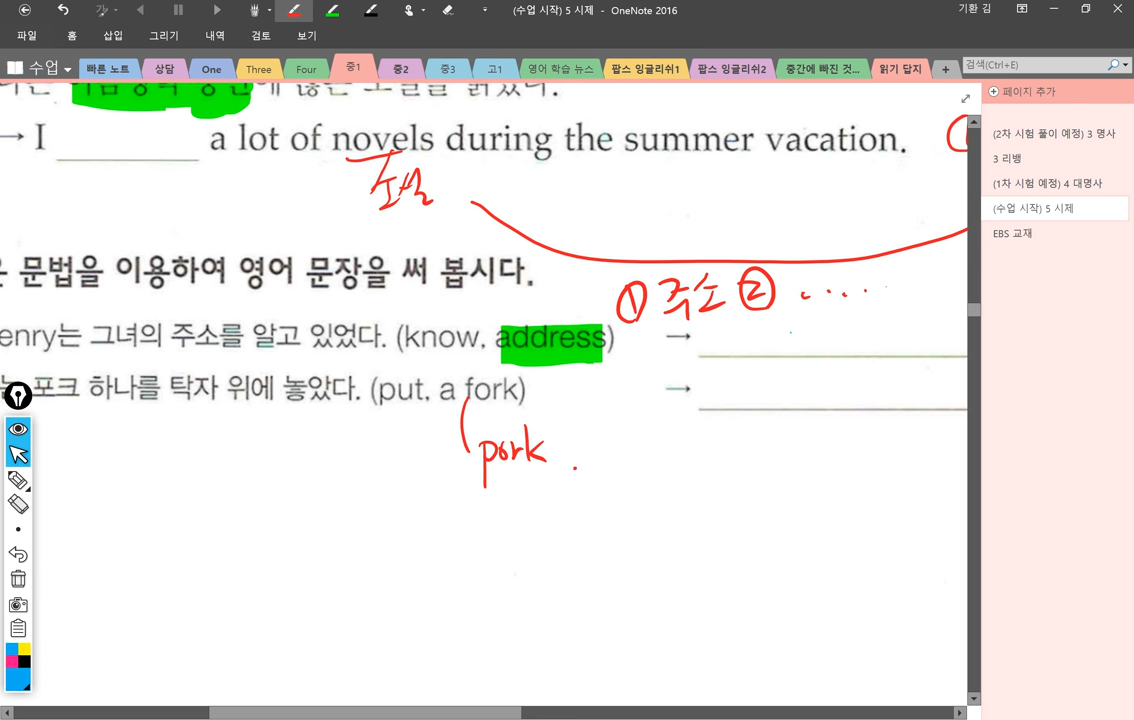 (수업 시작) 5 시제 - OneNote 2016
기환 김
파일 홈 삽입 그리기 내역 검토 보기
수업 빠른 노트 상담 One Three Four 중1 중2 중3 고1 영어 학습 뉴스 팝스 잉글리쉬1 팝스 잉글리쉬2 중간에 빠진 것... 읽기 답지 +
검색(Ctrl+E)
페이지 추가
(2차 시험 풀이 예정) 3 명사
3 리뱅
(1차 시험 예정) 4 대명사
(수업 시작) 5 시제
EBS 교재
→ I a lot of novels during the summer vacation.
소설
문법을 이용하여 영어 문장을 써 봅시다.
① 주소 ② .....
enry는 그녀의 주소를 알고 있었다. (know, address) →
는 포크 하나를 탁자 위에 놓았다. (put, a fork) →
pork